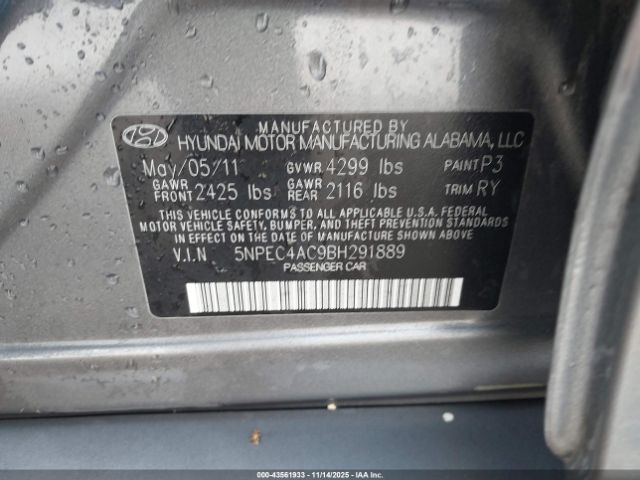 MANUFACTURED BY
HYUNDAI MOTOR MANUFACTURING ALABAMA, LLC
May/05/11 GVWR 4299 lbs PAINT P3
GAWR FRONT 2425 lbs GAWR REAR 2116 lbs TRIM RY
THIS VEHICLE CONFORMS TO ALL APPLICABLE U.S.A. FEDERAL
MOTOR VEHICLE SAFETY, BUMPER, AND THEFT PREVENTION STANDARDS
IN EFFECT ON THE DATE OF MANUFACTURE SHOWN ABOVE
V.I.N. 5NPEC4AC9BH291889
PASSENGER CAR
000-43561933 - 11/14/2025 - COPYRIGHT IAA, LLC